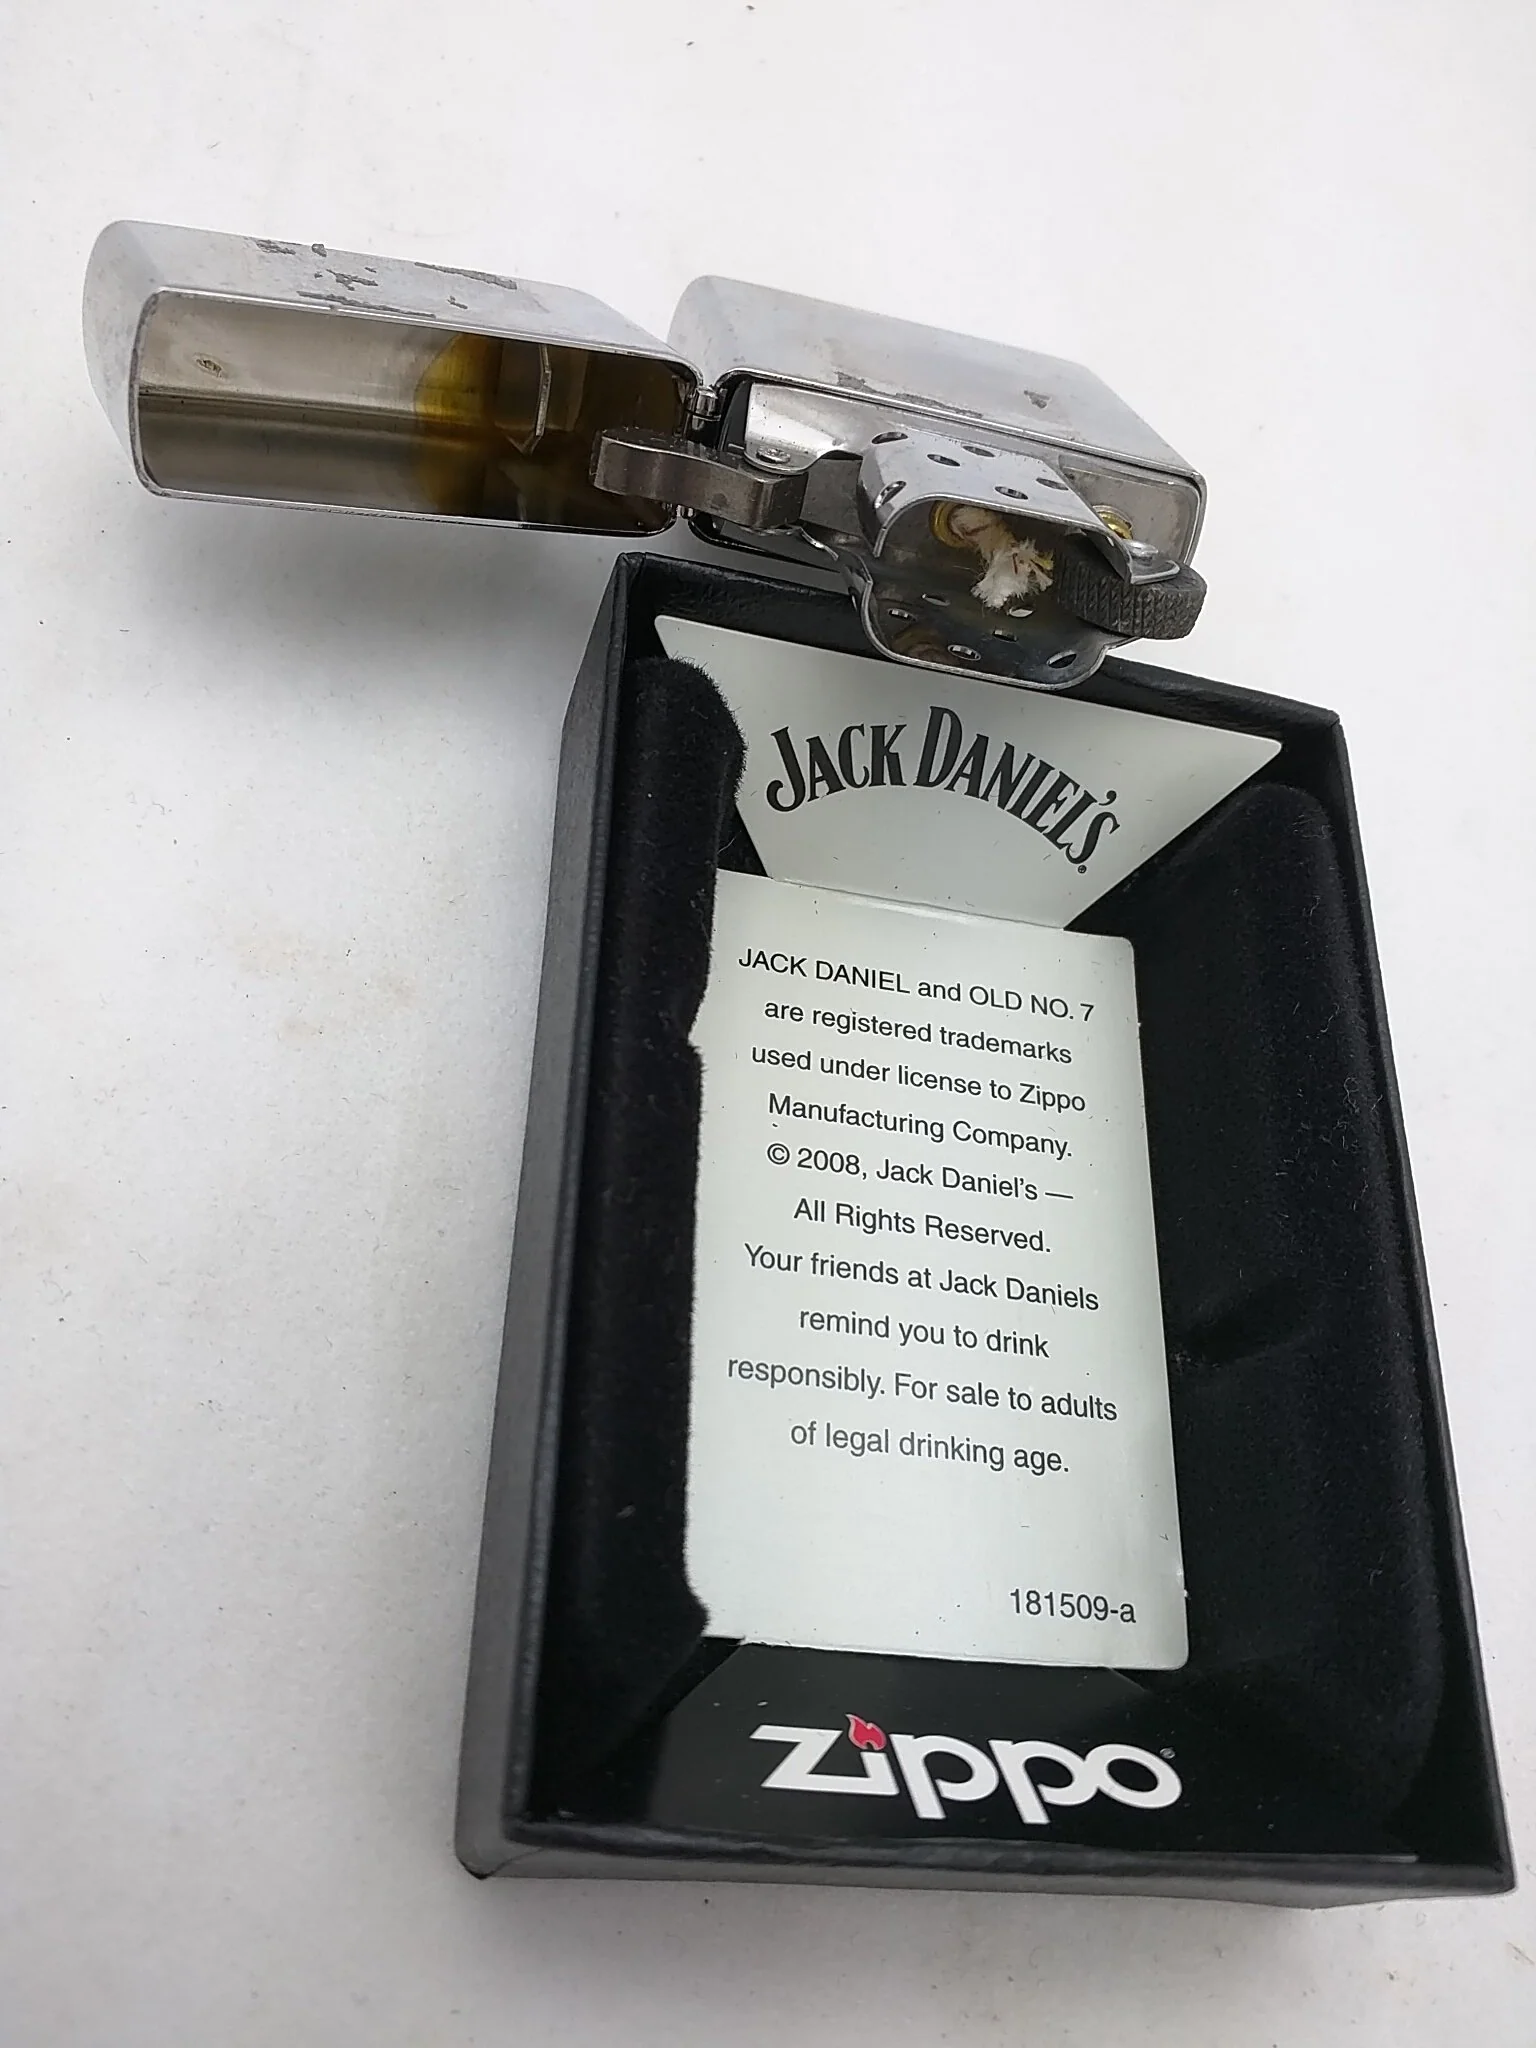 JACK DANIEL'S®
JACK DANIEL and OLD NO. 7
are registered trademarks
used under license to Zippo
Manufacturing Company.
© 2008, Jack Daniel's —
All Rights Reserved.
Your friends at Jack Daniels
remind you to drink
responsibly. For sale to adults
of legal drinking age.
181509-a
zippo®